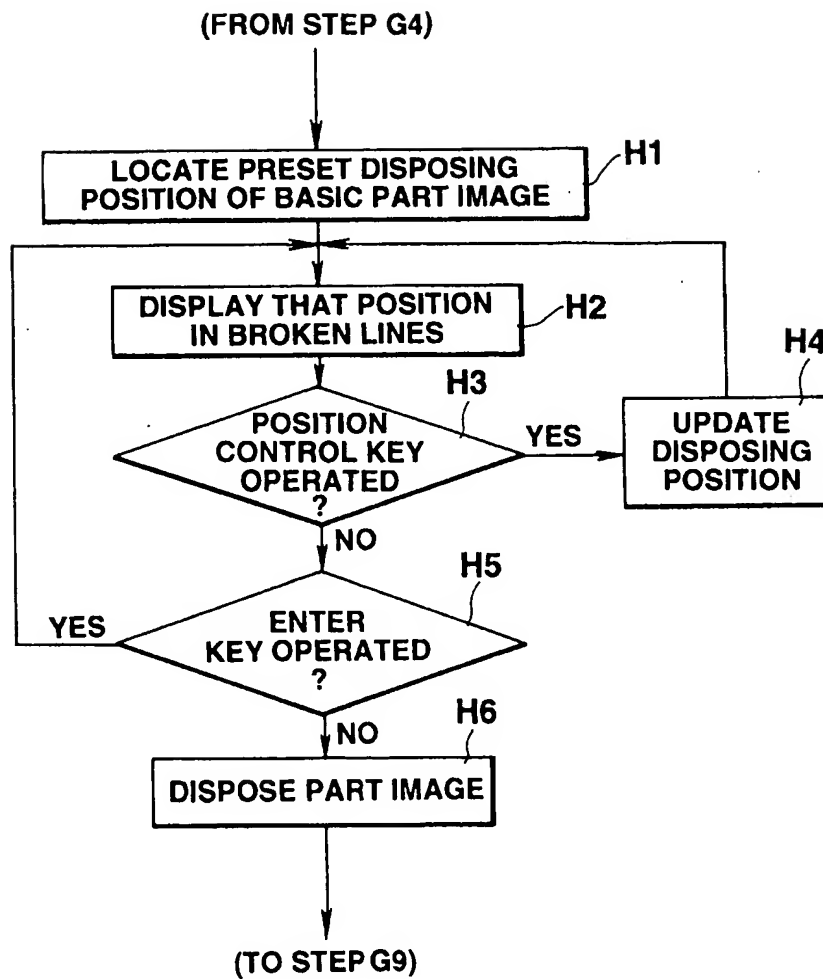 (FROM STEP G4)
LOCATE PRESET DISPOSING
POSITION OF BASIC PART IMAGE
H1
DISPLAY THAT POSITION
IN BROKEN LINES
H2
H3
H4
POSITION
CONTROL KEY
OPERATED
?
YES
UPDATE
DISPOSING
POSITION
NO
H5
YES
ENTER
KEY OPERATED
?
NO
H6
DISPOSE PART IMAGE
(TO STEP G9)